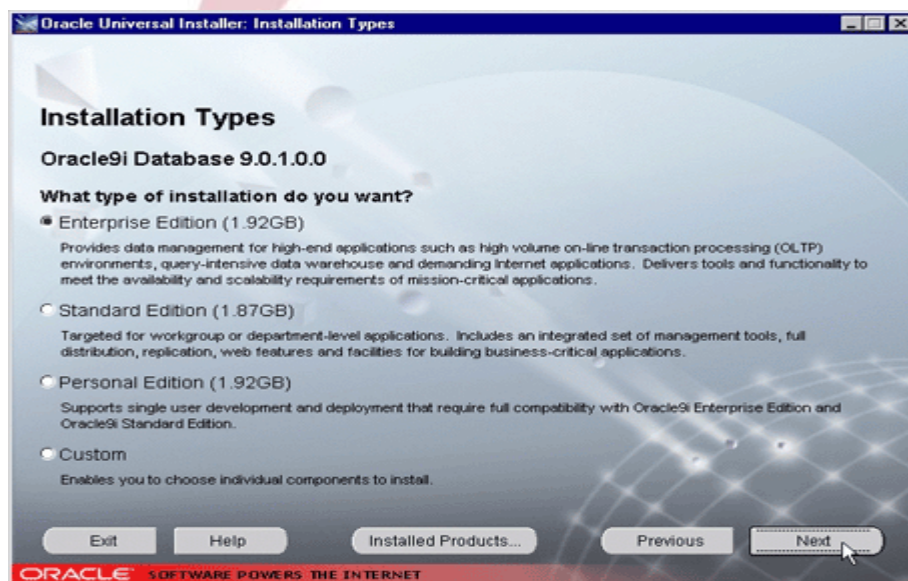 Oracle Universal Installer: Installation Types
Installation Types
Oracle9i Database 9.0.1.0.0
What type of installation do you want?
Enterprise Edition (1.92GB)
Provides data management for high-end applications such as high volume on-line transaction processing (OLTP)
environments, query-intensive data warehouse and demanding Internet applications. Delivers tools and functionality to
meet the availability and scalability requirements of mission-critical applications.
Standard Edition (1.87GB)
Targeted for workgroup or department-level applications. Includes an integrated set of management tools, full
distribution, replication, web features and facilities for building business-critical applications.
Personal Edition (1.92GB)
Supports single user development and deployment that require full compatibility with Oracle9i Enterprise Edition and
Oracle9i Standard Edition.
Custom
Enables you to choose individual components to install.
Exit Help Installed Products... Previous Next
ORACLE SOFTWARE POWERS THE INTERNET